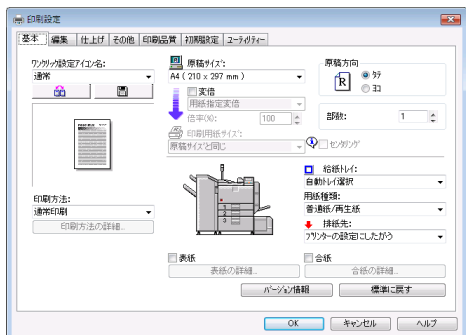 印刷設定
基本 編集 仕上げ その他 印刷品質 初期設定 ユーティリティー
ワンクリック設定アイコン名:
通常
原稿サイズ:
A4 ( 210 x 297 mm )
変倍
用紙指定変倍
倍率(%): 100
印刷用紙サイズ:
原稿サイズと同じ
原稿方向
R
タテ
ヨコ
部数: 1
センタリング
印刷方法:
通常印刷
印刷方法の詳細...
給紙トレイ:
自動トレイ選択
用紙種類:
普通紙/再生紙
排紙先:
プリンターの設定にしたがう
表紙
表紙の詳細...
合紙
合紙の詳細...
バージョン情報
標準に戻す
OK キャンセル ヘルプ